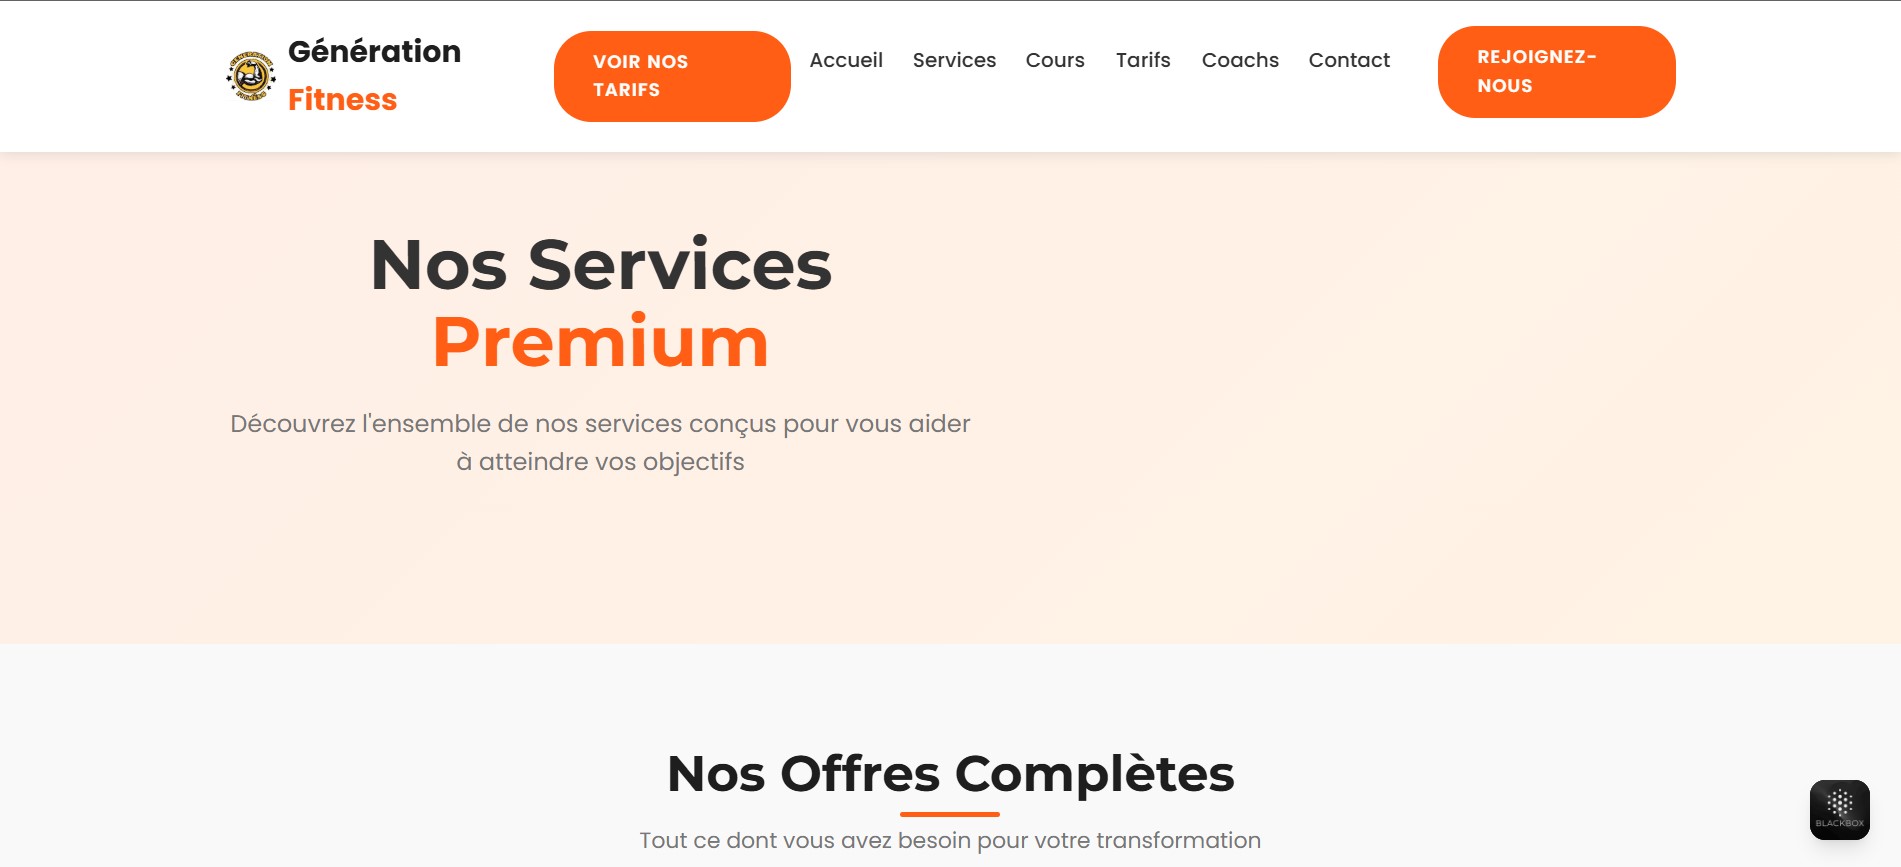 Génération
Fitness
VOIR NOS
TARIFS
Accueil Services Cours Tarifs Coachs Contact
REJOIGNEZ-
NOUS
Nos Services
Premium
Découvrez l'ensemble de nos services conçus pour vous aider
à atteindre vos objectifs
Nos Offres Complètes
Tout ce dont vous avez besoin pour votre transformation
BLACKBOX